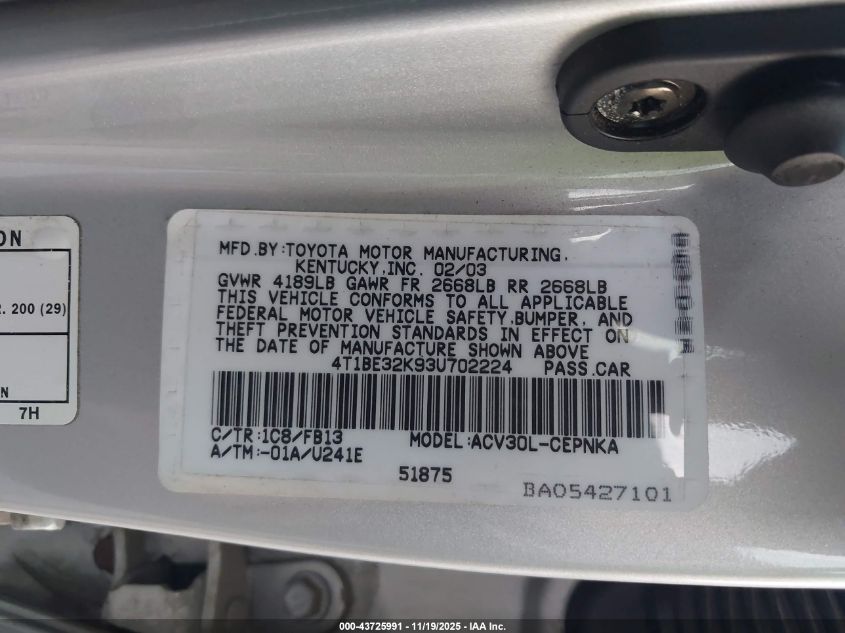 ON
R. 200 (29)
N
7H
MFD.BY:TOYOTA MOTOR MANUFACTURING.
KENTUCKY,INC. 02/03
GVWR 4189LB GAWR FR 2668LB RR 2668LB
THIS VEHICLE CONFORMS TO ALL APPLICABLE
FEDERAL MOTOR VEHICLE SAFETY,BUMPER, AND
THEFT PREVENTION STANDARDS IN EFFECT ON
THE DATE OF MANUFACTURE SHOWN ABOVE
4T1BE32K93U702224 PASS.CAR
C/TR:1C8/FB13 MODEL:ACV30L-CEPNKA
A/TM:-01A/U241E
51875
BA05427101
000-43725991 | 11/19/2025 - IAA Inc.